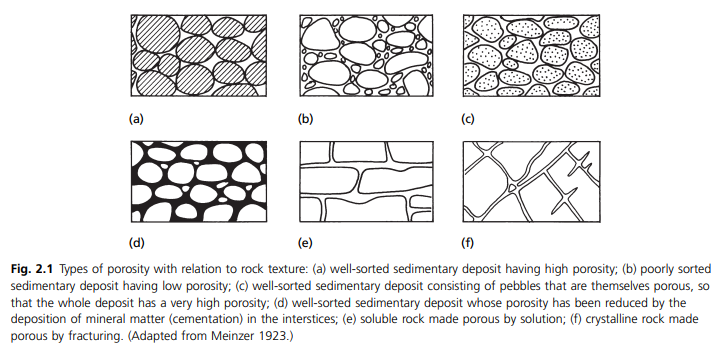 (a)
(b)
(c)
(d)
(e)
(f)
Fig. 2.1 Types of porosity with relation to rock texture: (a) well-sorted sedimentary deposit having high porosity; (b) poorly sorted
sedimentary deposit having low porosity; (c) well-sorted sedimentary deposit consisting of pebbles that are themselves porous, so
that the whole deposit has a very high porosity; (d) well-sorted sedimentary deposit whose porosity has been reduced by the
deposition of mineral matter (cementation) in the interstices; (e) soluble rock made porous by solution; (f) crystalline rock made
porous by fracturing. (Adapted from Meinzer 1923.)